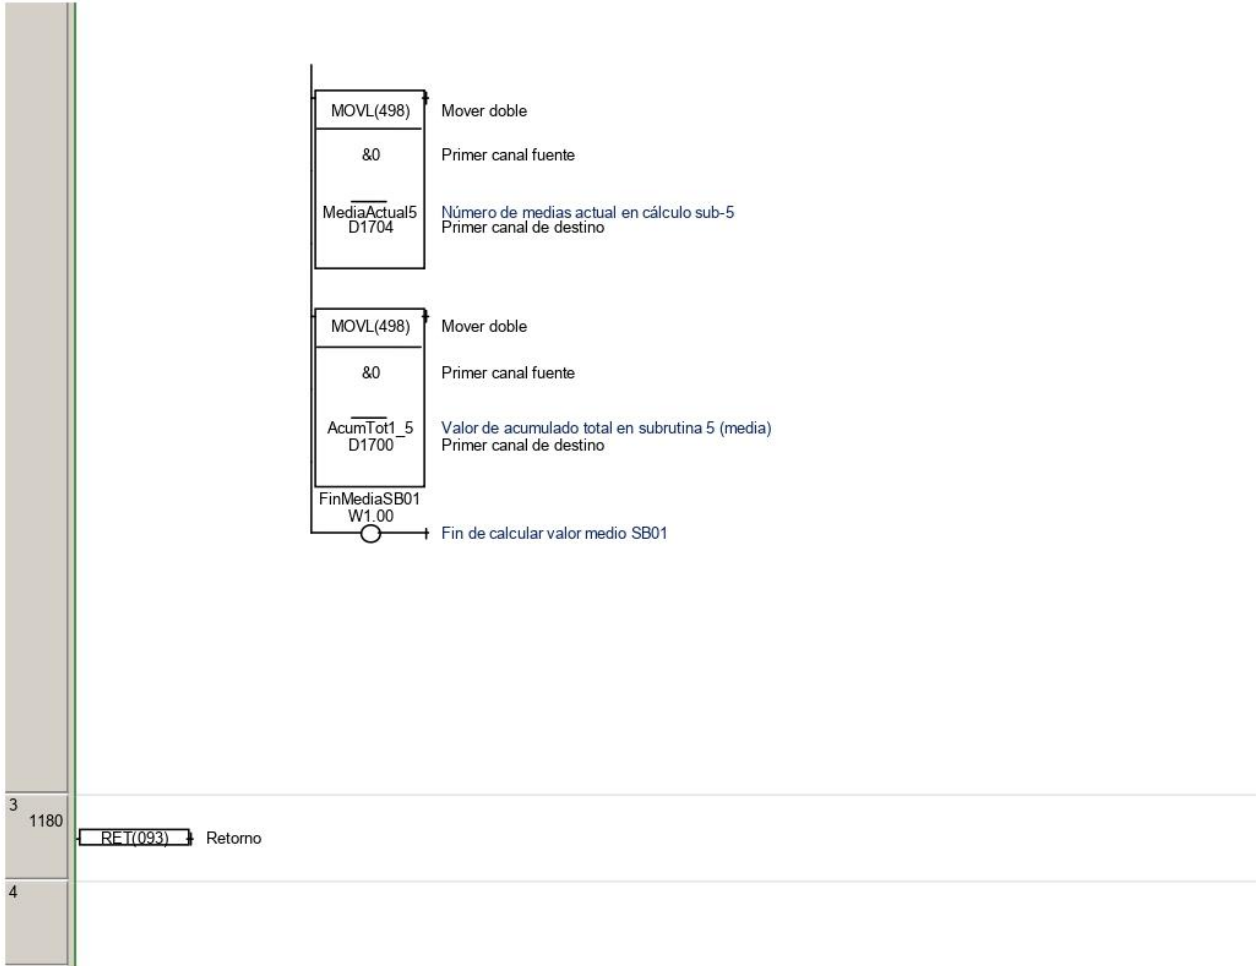 MOVL(498) Mover doble
&0 Primer canal fuente
MediaActual5 Número de medias actual en cálculo sub-5
D1704 Primer canal de destino
MOVL(498) Mover doble
&0 Primer canal fuente
AcumTot1_5 Valor de acumulado total en subrutina 5 (media)
D1700 Primer canal de destino
FinMediaSB01
W1.00
Fin de calcular valor medio SB01
3
1180
RET(093) Retorno
4